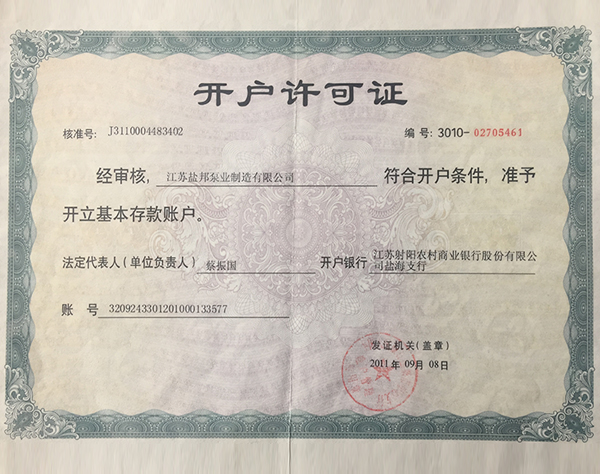 开户许可证
核准号: J3110004483402 编号: 3010-02705461
经审核, 江苏盐邦泵业制造有限公司 符合开户条件, 准予
开立基本存款账户。
法定代表人(单位负责人) 蔡振国 开户银行 江苏射阳农村商业银行股份有限公
司盐海支行
账 号 3209243301201000133577
发证机关(盖章)
2011年 09月 08日